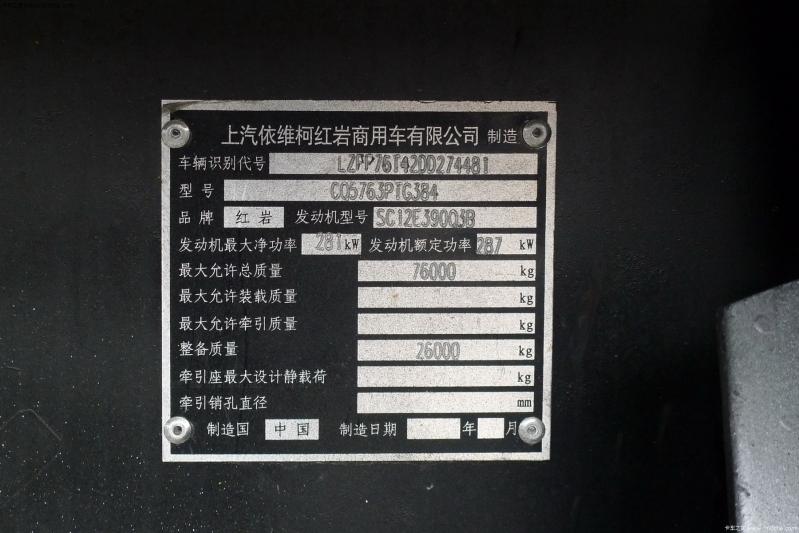 上汽依维柯红岩商用车有限公司 制造
车辆识别代号 LZFP76T42DD274481
型号 CQ5763PTG384
品牌 红岩 发动机型号 SC12E390Q3B
发动机最大净功率 281 kW 发动机额定功率 287 kW
最大允许总质量 76000 kg
最大允许装载质量 kg
最大允许牵引质量 kg
整备质量 26000 kg
牵引座最大设计静载荷 kg
牵引销孔直径 mm
制造国 中国 制造日期 年 月